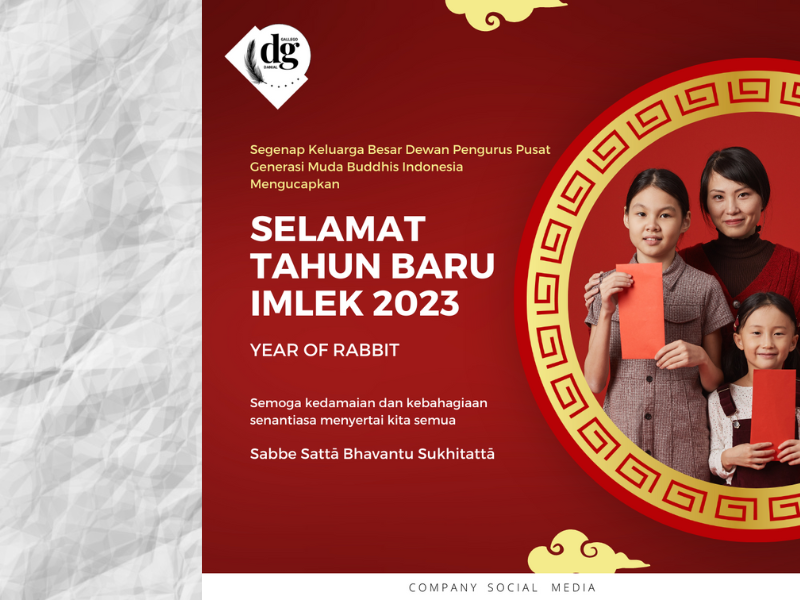 dg
GALLEGO
Segenap Keluarga Besar Dewan Pengurus Pusat
Generasi Muda Buddhis Indonesia
Mengucapkan
SELAMAT
TAHUN BARU
IMLEK 2023
YEAR OF RABBIT
Semoga kedamaian dan kebahagiaan
senantiasa menyertai kita semua
Sabbe Sattā Bhavantu Sukhitattā
COMPANY SOCIAL MEDIA